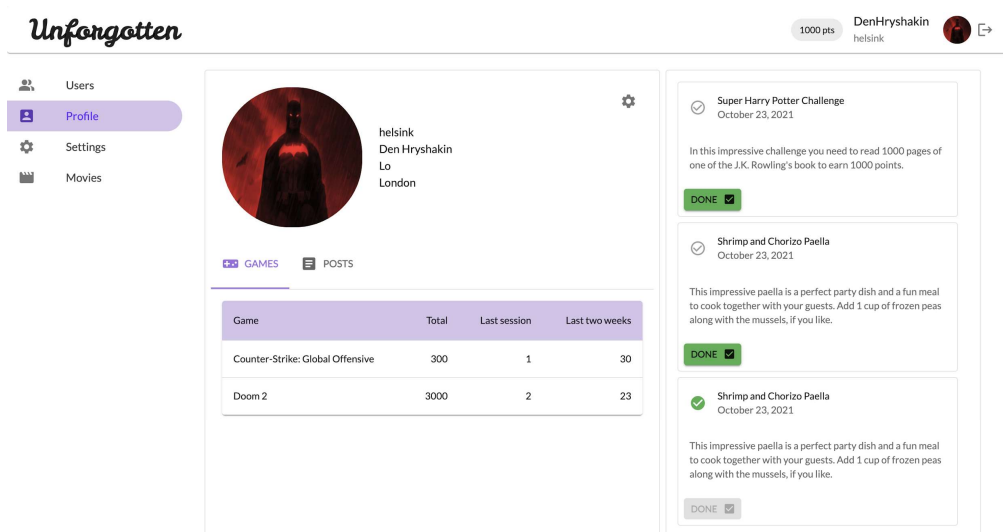 Unforgotten
1000 pts
DenHryshakin
helsink
Users
Profile
Settings
Movies
helsink
Den Hryshakin
Lo
London
GAMES
POSTS
Game Total Last session Last two weeks
Counter-Strike: Global Offensive 300 1 30
Doom 2 3000 2 23
Super Harry Potter Challenge
October 23, 2021
In this impressive challenge you need to read 1000 pages of
one of the J.K. Rowling's book to earn 1000 points.
DONE
Shrimp and Chorizo Paella
October 23, 2021
This impressive paella is a perfect party dish and a fun meal
to cook together with your guests. Add 1 cup of frozen peas
along with the mussels, if you like.
DONE
Shrimp and Chorizo Paella
October 23, 2021
This impressive paella is a perfect party dish and a fun meal
to cook together with your guests. Add 1 cup of frozen peas
along with the mussels, if you like.
DONE